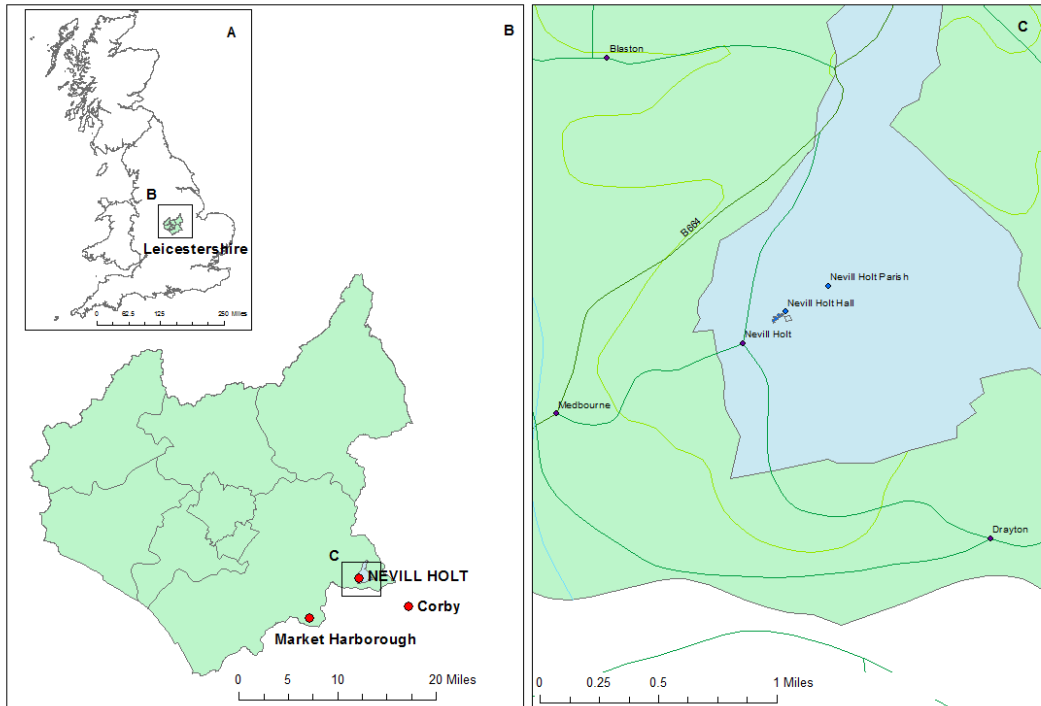 A
B
Leicestershire
0 62.5 125 250 Miles
B
C
NEVILL HOLT
Corby
Market Harborough
0 5 10 20 Miles
C
Blaston
B664
Nevill Holt Parish
Nevill Holt Hall
Nevill Holt
Medbourne
Drayton
0 0.25 0.5 1 Miles